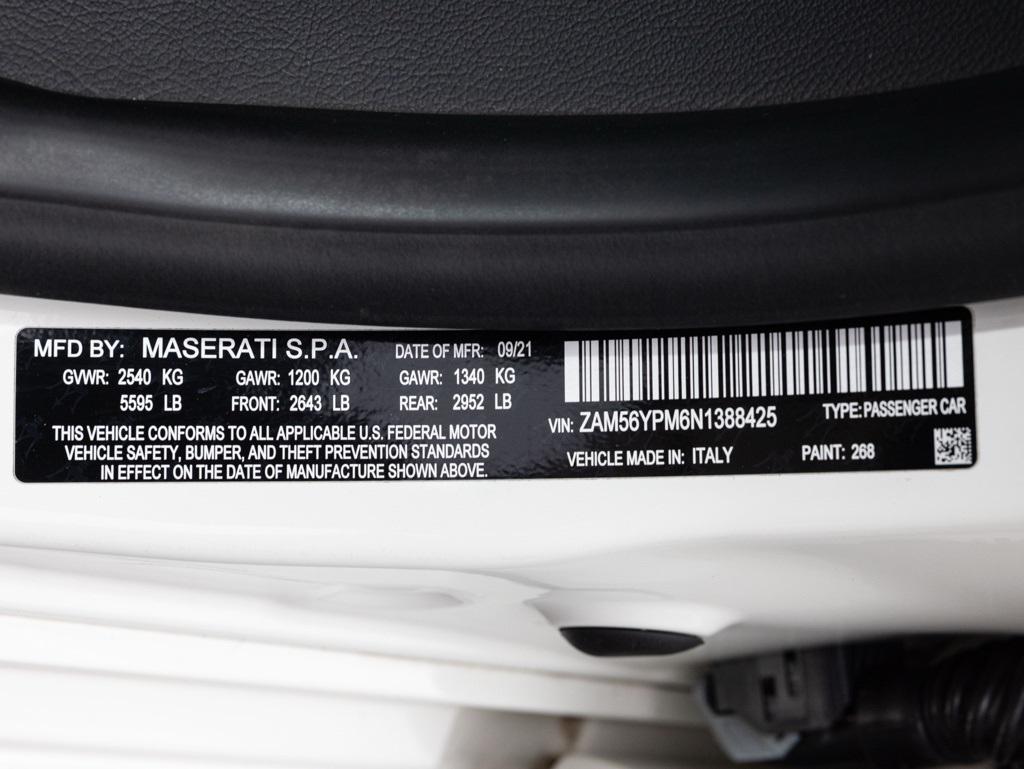 MFD BY: MASERATI S.P.A. DATE OF MFR: 09/21
GVWR: 2540 KG GAWR: 1200 KG GAWR: 1340 KG
5595 LB FRONT: 2643 LB REAR: 2952 LB
THIS VEHICLE CONFORMS TO ALL APPLICABLE U.S. FEDERAL MOTOR
VEHICLE SAFETY, BUMPER, AND THEFT PREVENTION STANDARDS
IN EFFECT ON THE DATE OF MANUFACTURE SHOWN ABOVE.
VIN: ZAM56YPM6N1388425 TYPE: PASSENGER CAR
VEHICLE MADE IN: ITALY PAINT: 268